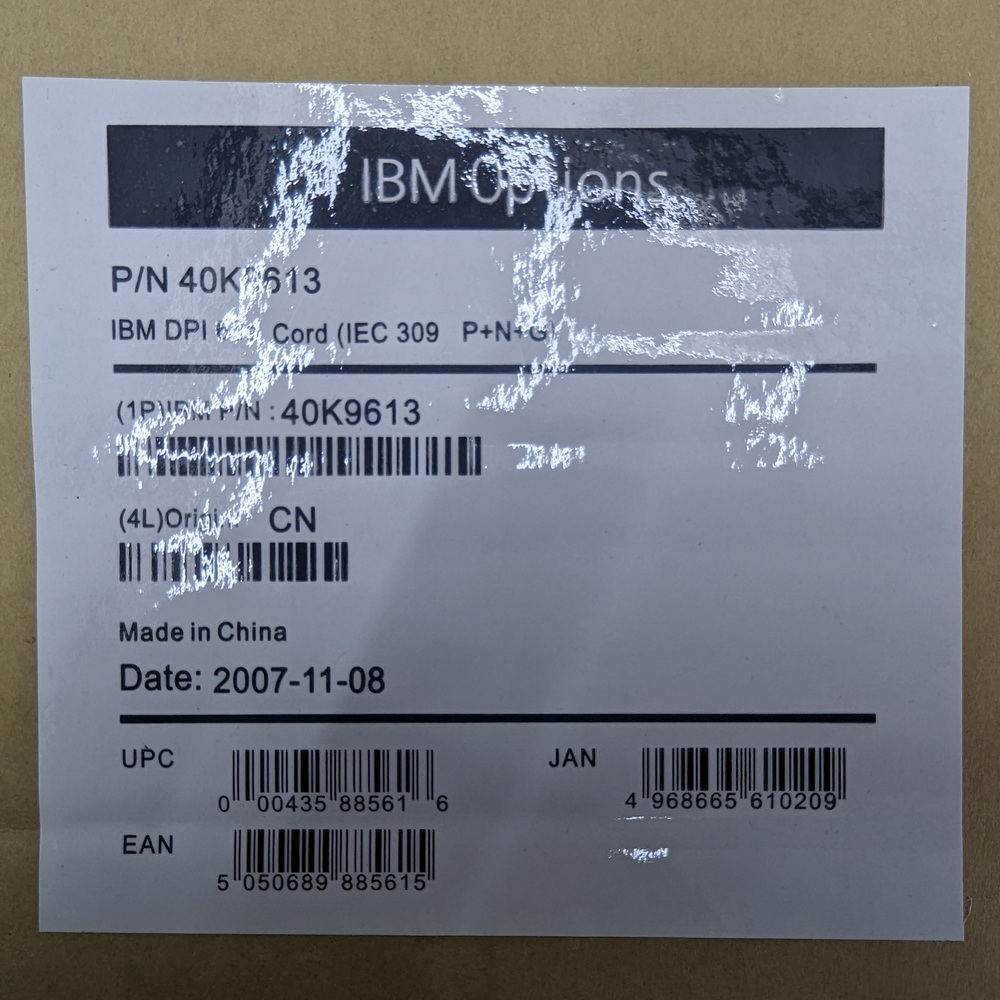 IBM Options
P/N 40K9613
IBM DPI Cord (IEC 309 P+N+G)
(1P)IBM P/N : 40K9613
(4L)Origin: CN
Made in China
Date: 2007-11-08
UPC
0 00435 88561 6
JAN
4 968665 610209
EAN
5 050689 885615